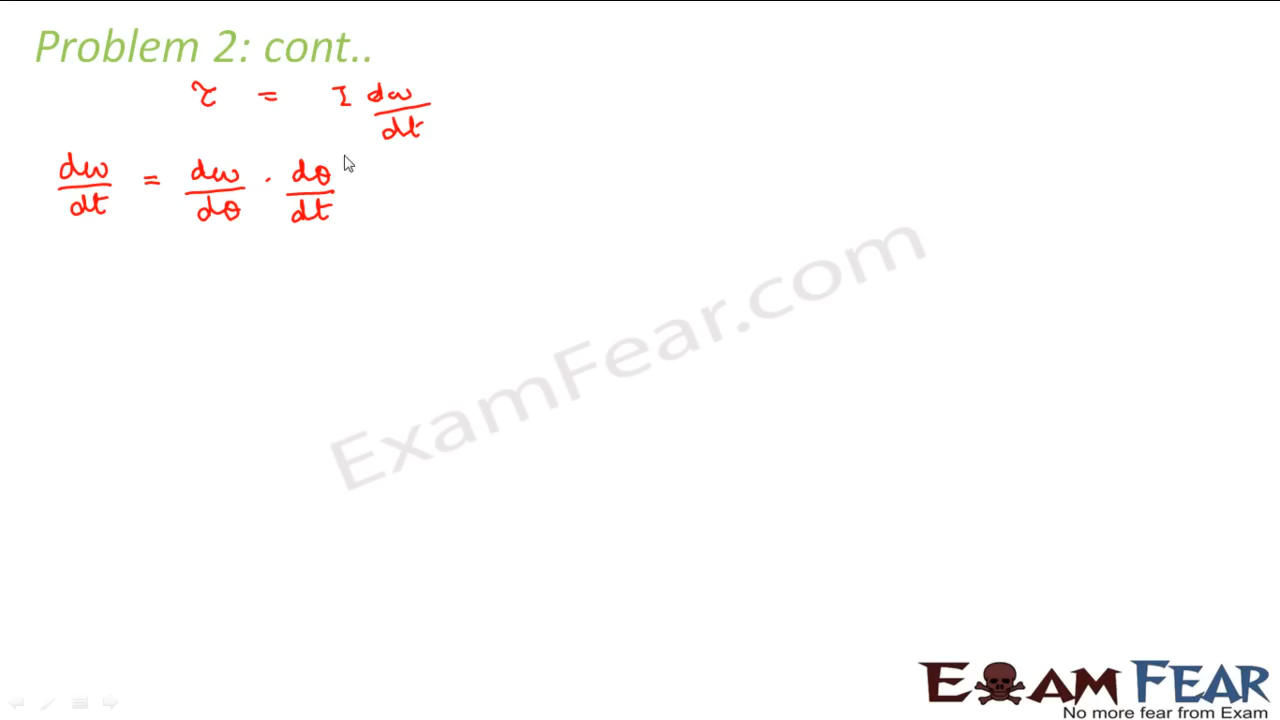 Problem 2: cont..
τ = I dω/dt
dω/dt = dω/dθ · dθ/dt
ExamFear.com
EXAM FEAR
No more fear from Exam